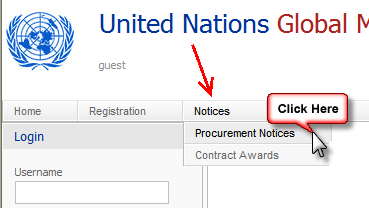 United Nations Global M
guest
Home Registration Notices
Click Here
Login
Procurement Notices
Contract Awards
Username